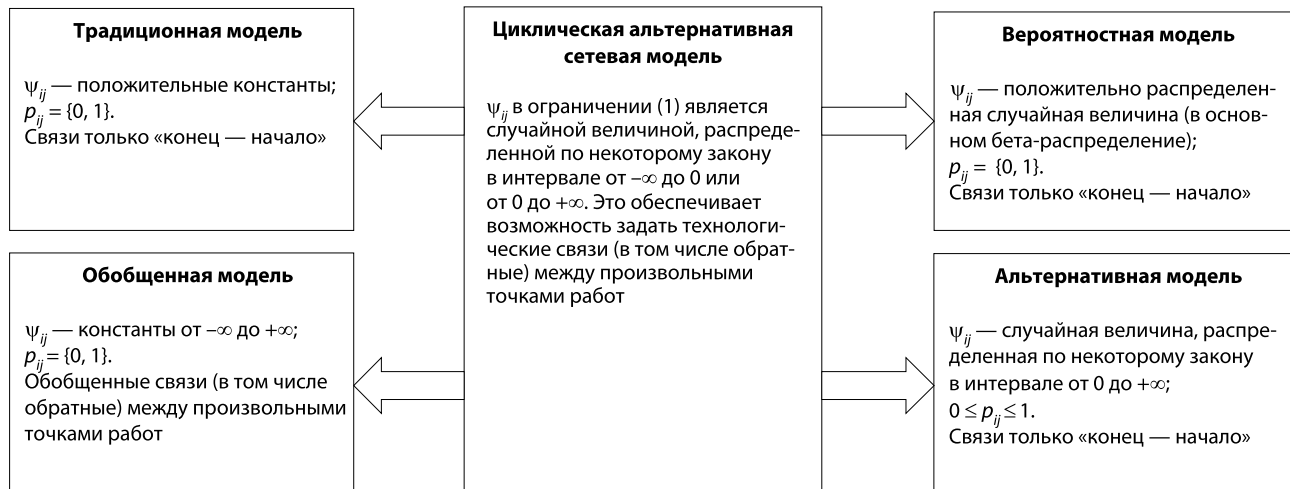 Традиционная модель
ψij — положительные константы;
pij = {0, 1}.
Связи только «конец — начало»
Обобщенная модель
ψij — константы от –∞ до +∞;
pij = {0, 1}.
Обобщенные связи (в том числе
обратные) между произвольными
точками работ
Циклическая альтернативная
сетевая модель
ψij в ограничении (1) является
случайной величиной, распреде-
ленной по некоторому закону
в интервале от –∞ до 0 или
от 0 до +∞. Это обеспечивает
возможность задать технологи-
ческие связи (в том числе обрат-
ные) между произвольными
точками работ
Вероятностная модель
ψij — положительно распределен-
ная случайная величина (в основ-
ном бета-распределение);
pij = {0, 1}.
Связи только «конец — начало»
Альтернативная модель
ψij — случайная величина, распре-
деленная по некоторому закону
в интервале от 0 до +∞;
0 ≤ pij ≤ 1.
Связи только «конец — начало»